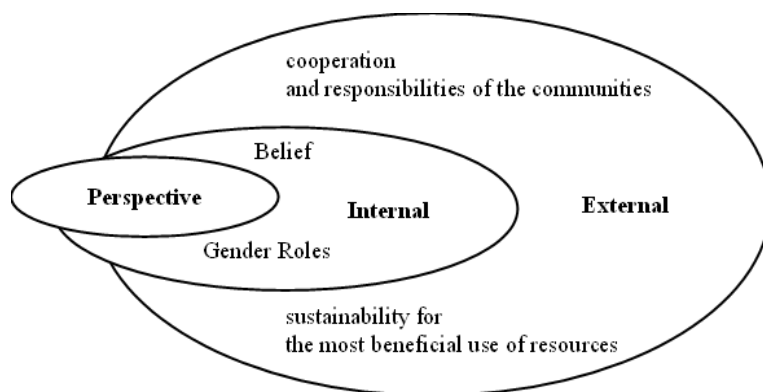 cooperation
and responsibilities of the communities
Belief
Perspective
Internal
External
Gender Roles
sustainability for
the most beneficial use of resources